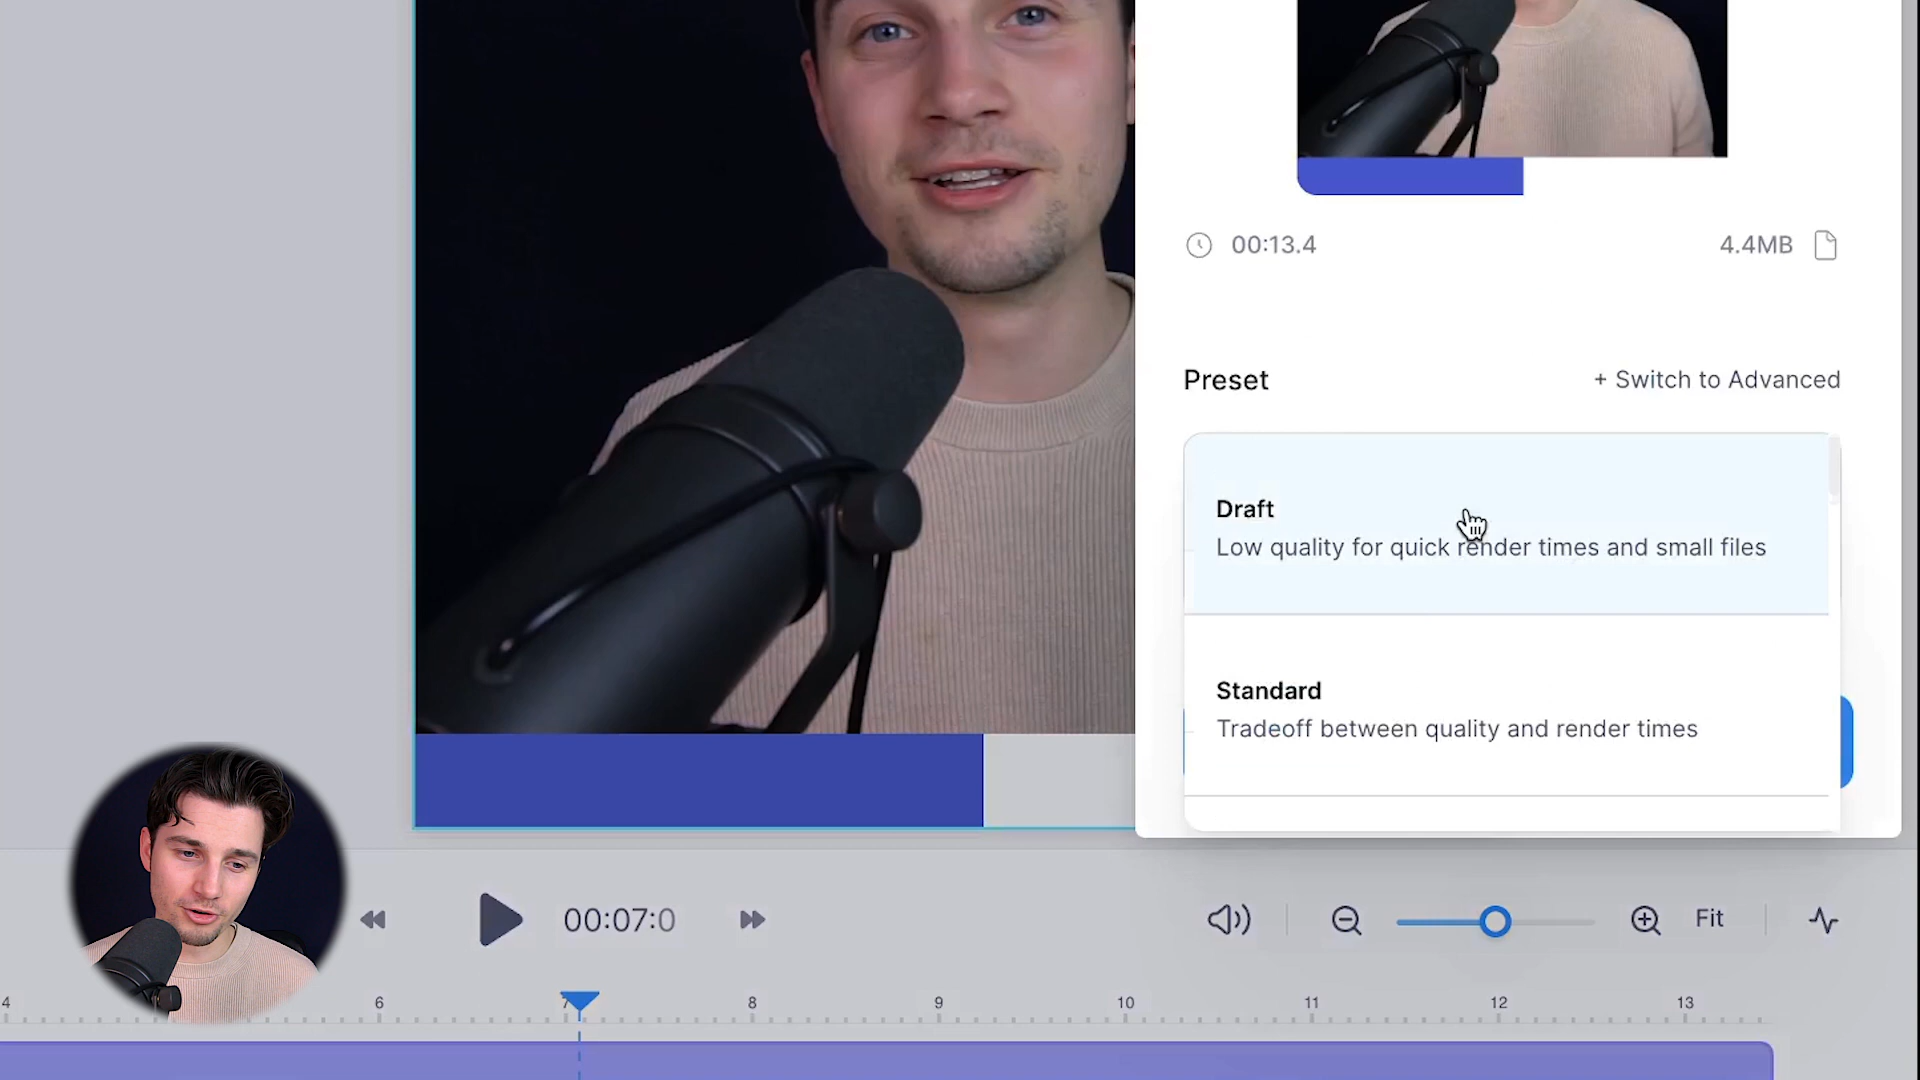 00:13.4
4.4MB
Preset
+ Switch to Advanced
Draft
Low quality for quick render times and small files
Standard
Tradeoff between quality and render times
00:07:0
Fit
4 6 7 8 9 10 11 12 13